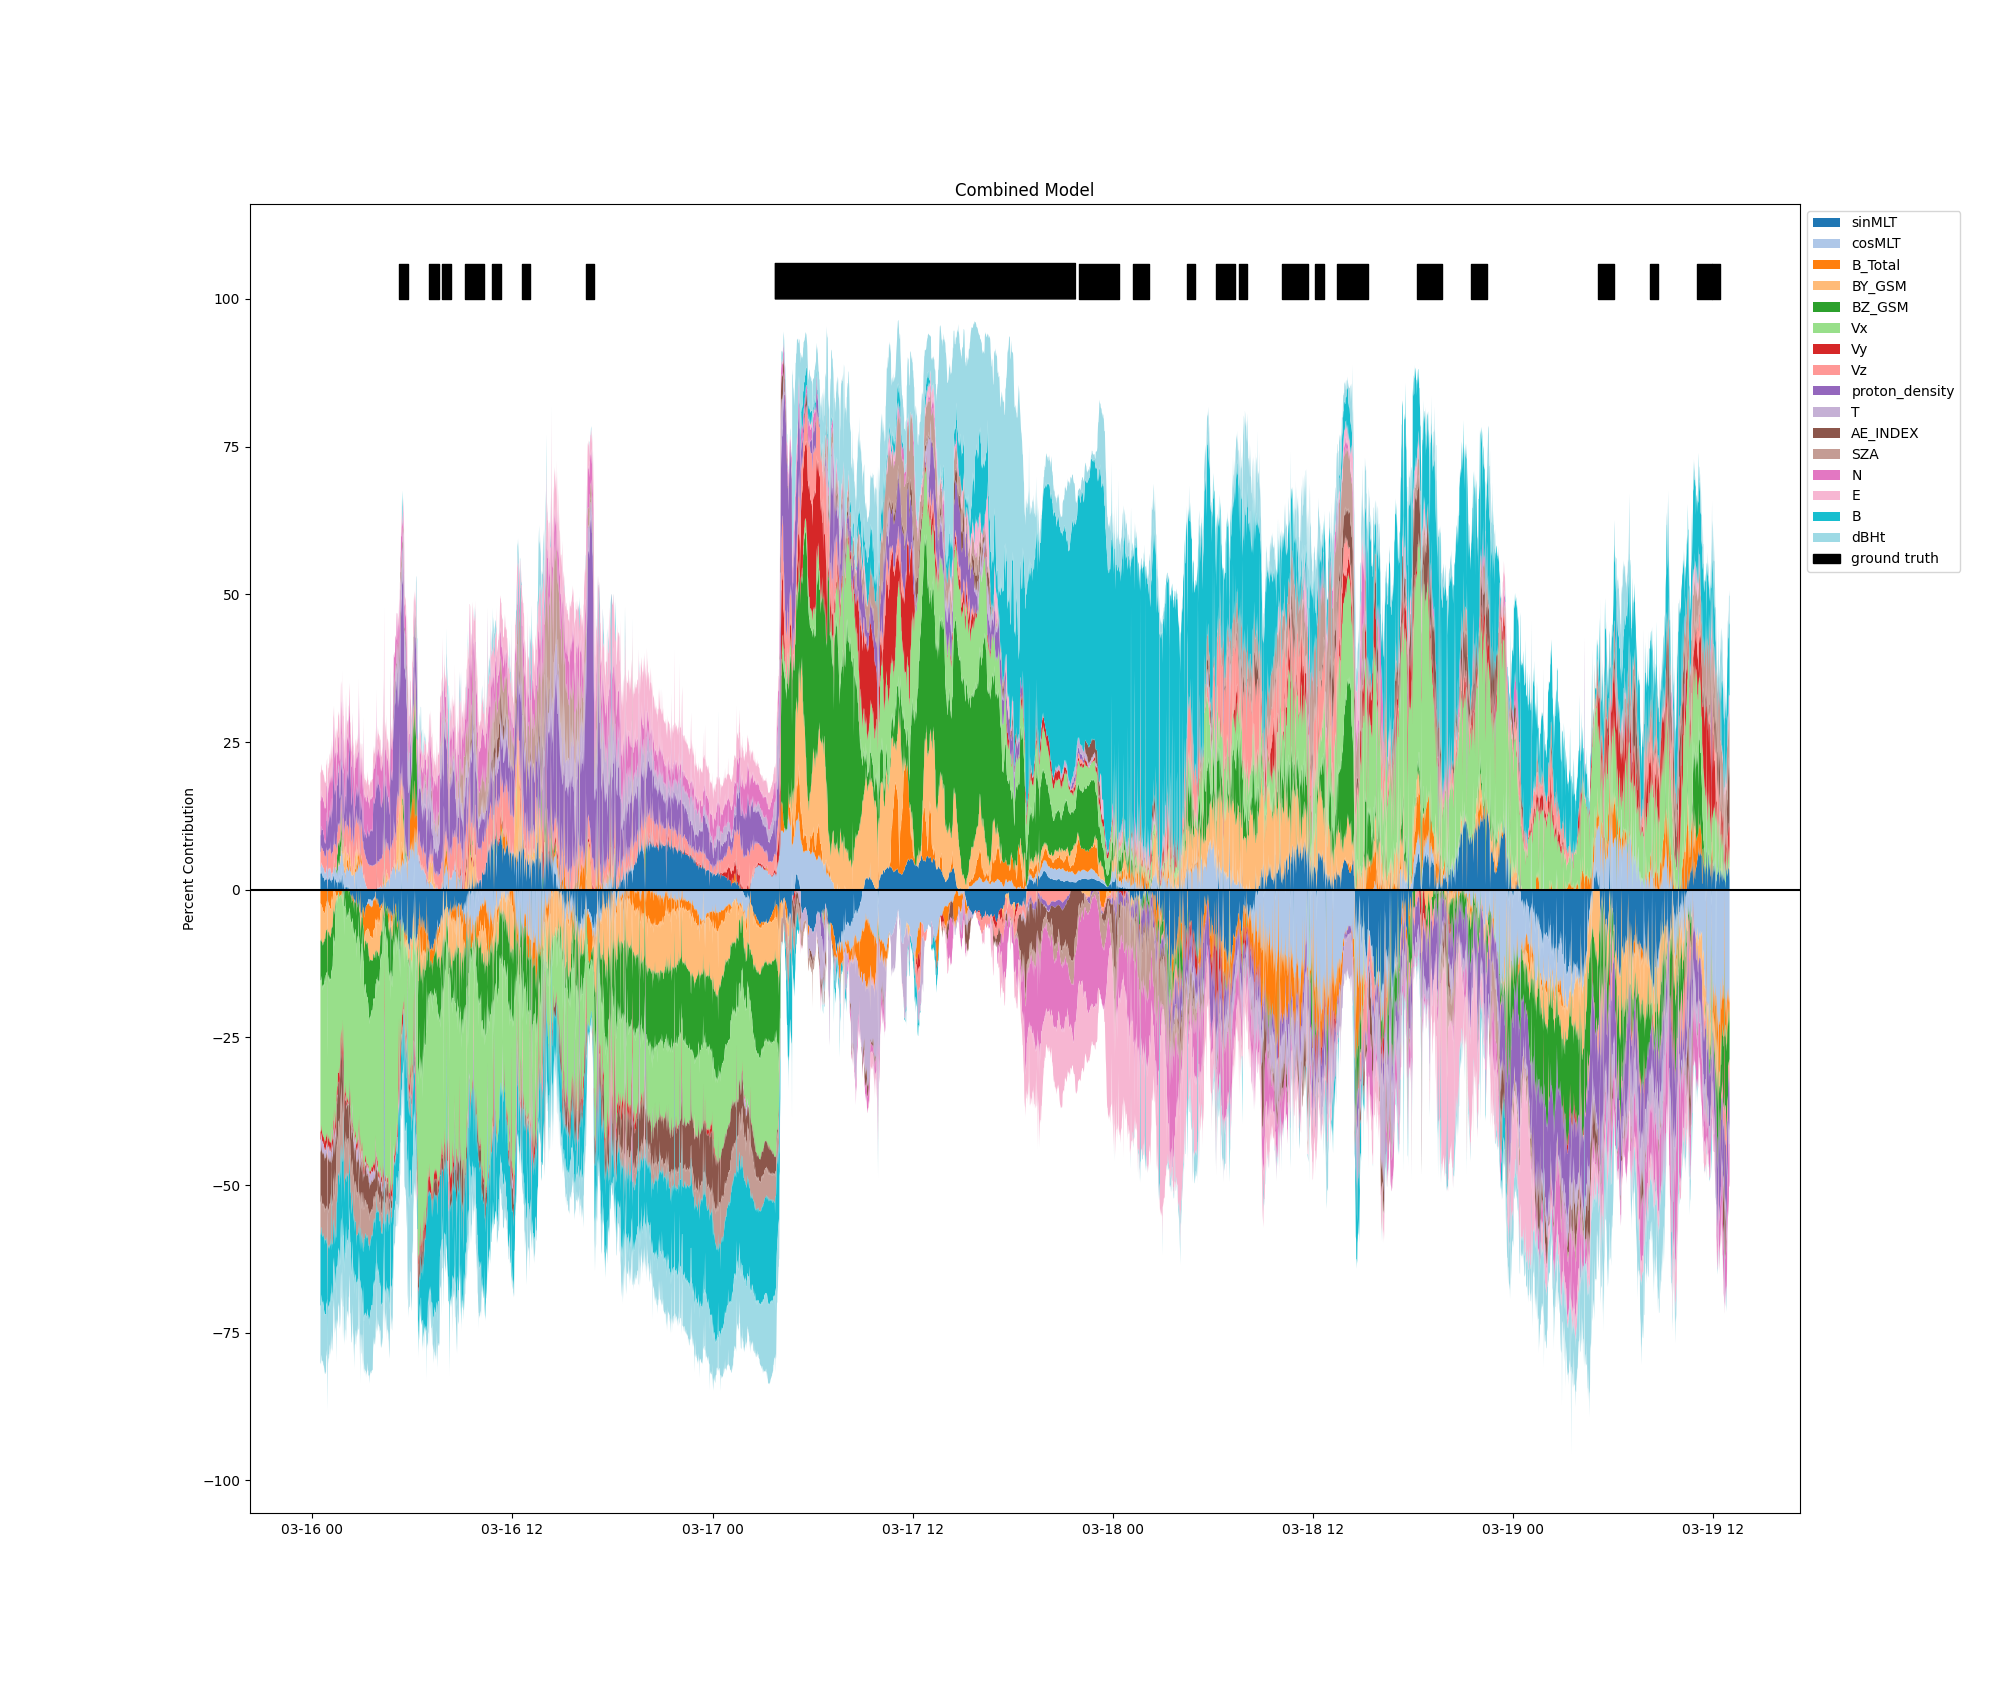 Combined Model
Percent Contribution
100
75
50
25
0
−25
−50
−75
−100
03-16 00
03-16 12
03-17 00
03-17 12
03-18 00
03-18 12
03-19 00
03-19 12
sinMLT
cosMLT
B_Total
BY_GSM
BZ_GSM
Vx
Vy
Vz
proton_density
T
AE_INDEX
SZA
N
E
B
dBHt
ground truth